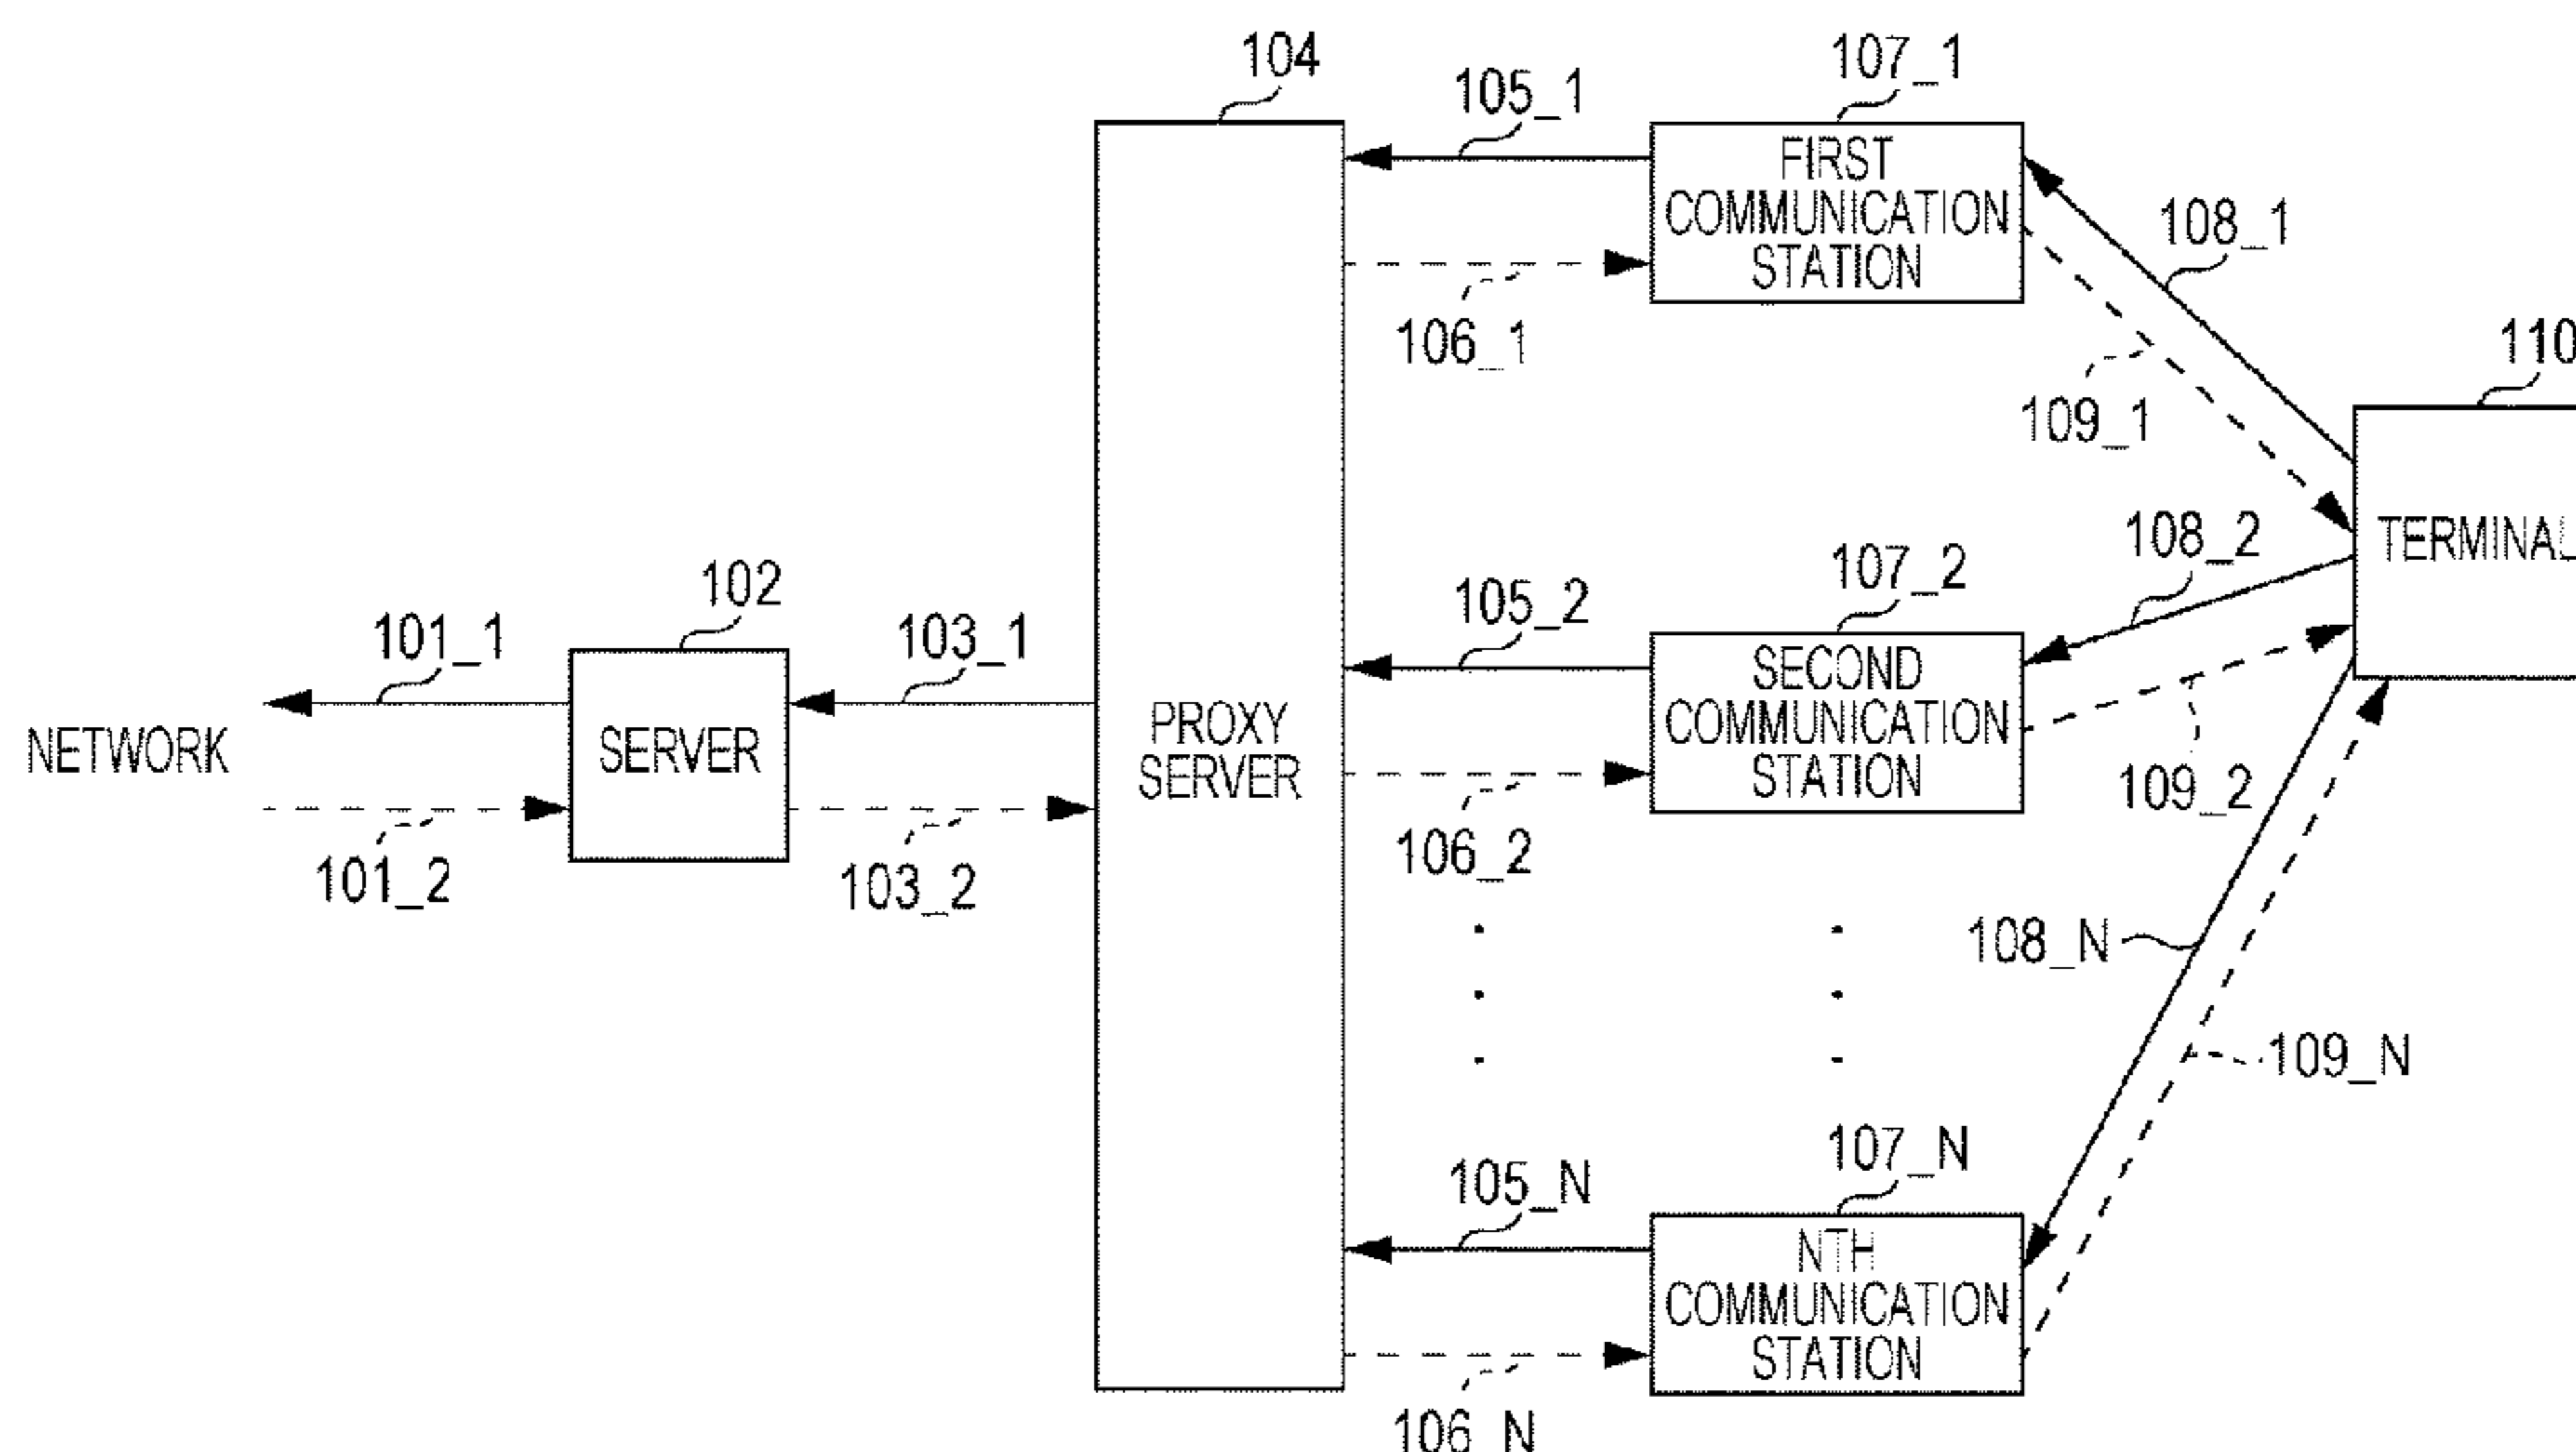 104
105_1
107_1
FIRST
COMMUNICATION
STATION
108_1
106_1
109_1
110
TERMINAL
102
101_1
103_1
105_2
107_2
108_2
NETWORK
SERVER
PROXY
SERVER
SECOND
COMMUNICATION
STATION
109_2
101_2
103_2
106_2
108_N
109_N
105_N
107_N
NTH
COMMUNICATION
STATION
106_N